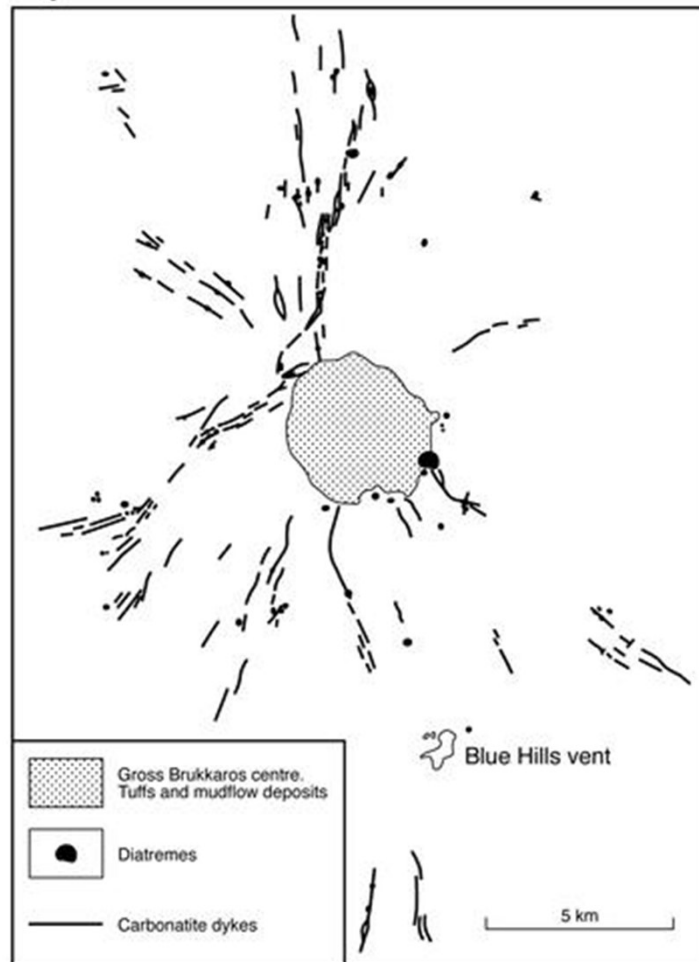 Blue Hills vent
Gross Brukkaros centre.
Tuffs and mudflow deposits
Diatremes
Carbonatite dykes
5 km